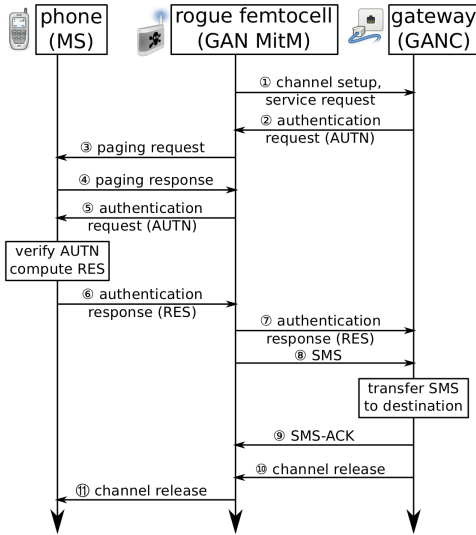 phone
(MS)
rogue femtocell
(GAN MitM)
gateway
(GANC)
① channel setup,
service request
② authentication
request (AUTN)
③ paging request
④ paging response
⑤ authentication
request (AUTN)
verify AUTN
compute RES
⑥ authentication
response (RES)
⑦ authentication
response (RES)
⑧ SMS
transfer SMS
to destination
⑨ SMS-ACK
⑩ channel release
⑪ channel release